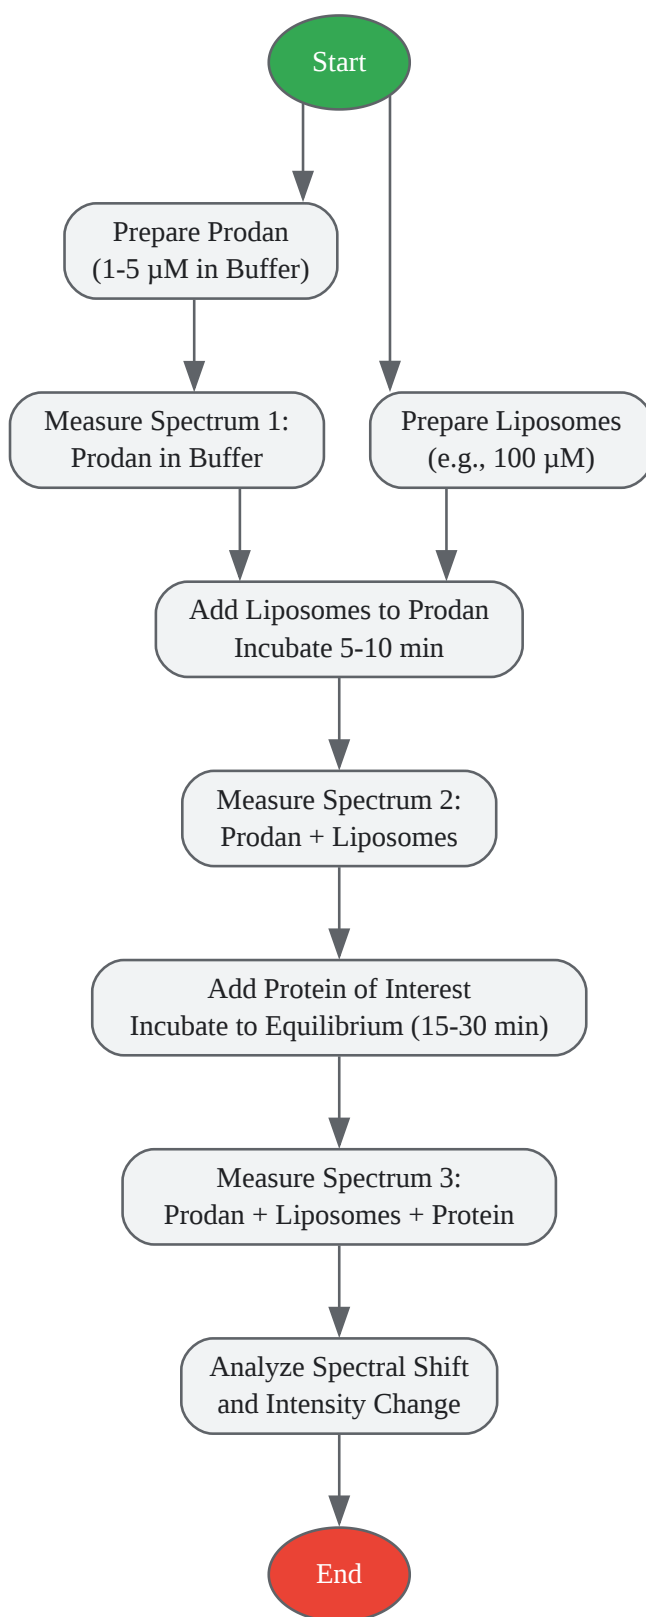 Start
Prepare Prodan
(1-5 µM in Buffer)
Measure Spectrum 1:
Prodan in Buffer
Prepare Liposomes
(e.g., 100 µM)
Add Liposomes to Prodan
Incubate 5-10 min
Measure Spectrum 2:
Prodan + Liposomes
Add Protein of Interest
Incubate to Equilibrium (15-30 min)
Measure Spectrum 3:
Prodan + Liposomes + Protein
Analyze Spectral Shift
and Intensity Change
End